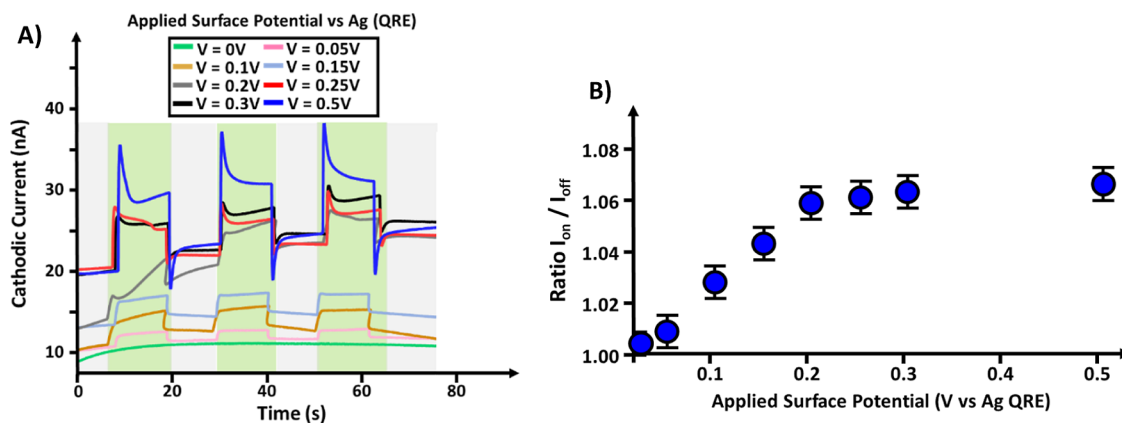 A)
Applied Surface Potential vs Ag (QRE)
V = 0V
V = 0.05V
V = 0.1V
V = 0.15V
V = 0.2V
V = 0.25V
V = 0.3V
V = 0.5V
Cathodic Current (nA)
40
30
20
10
0
20
40
60
80
Time (s)
B)
Ratio Ion / Ioff
1.08
1.06
1.04
1.02
1.00
0.1
0.2
0.3
0.4
0.5
Applied Surface Potential (V vs Ag QRE)